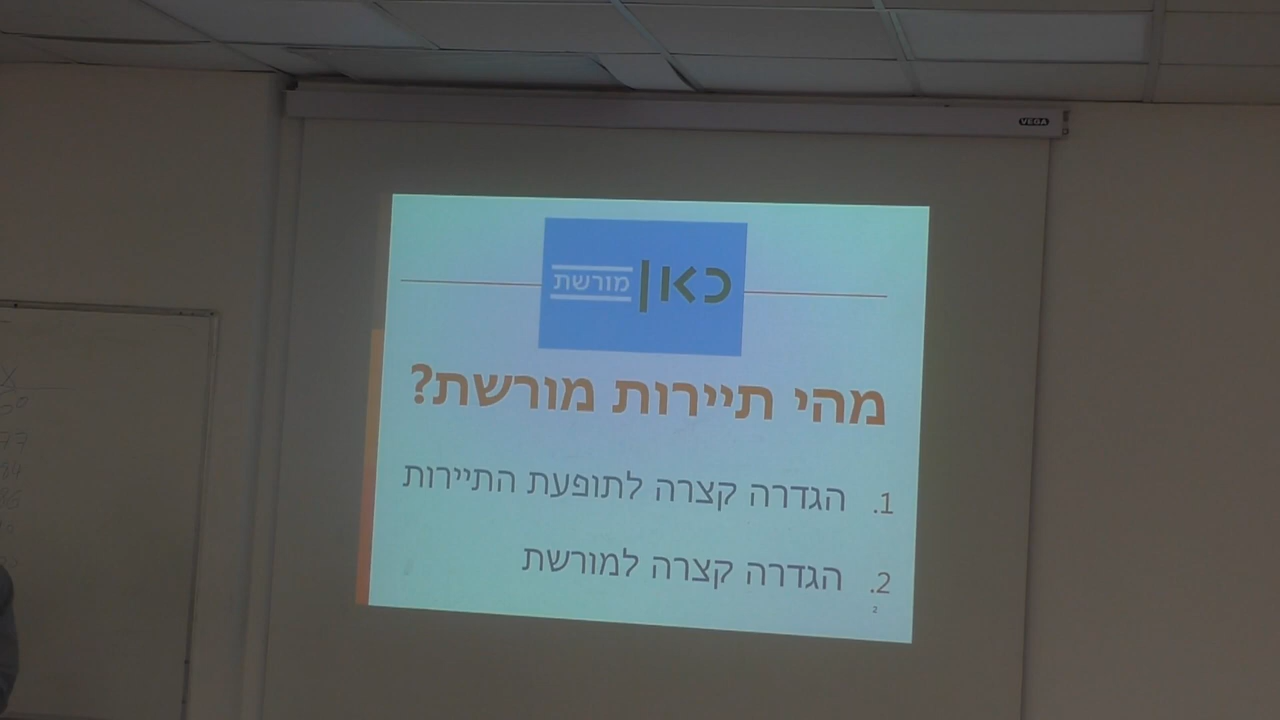 VEGA
כאן מורשת
מהי תיירות מורשת?
1. הגדרה קצרה לתופעת התיירות
2. הגדרה קצרה למורשת
2